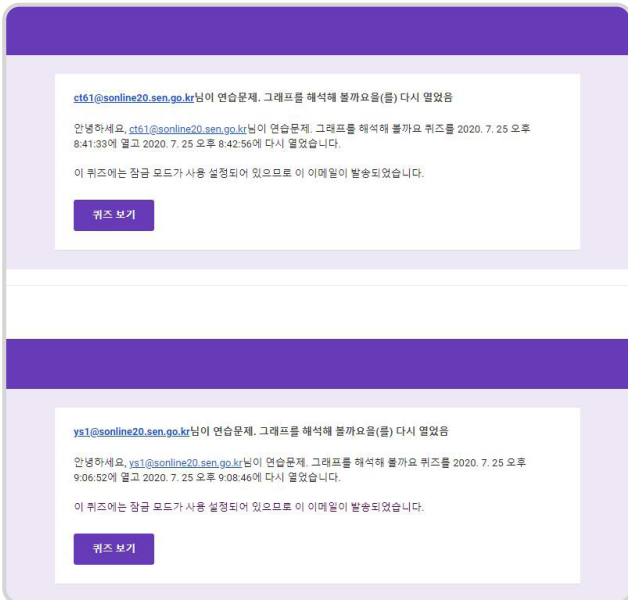 ct61@sonline20.sen.go.kr님이 연습문제. 그래프를 해석해 볼까요을(를) 다시 열었음
안녕하세요, ct61@sonline20.sen.go.kr님이 연습문제. 그래프를 해석해 볼까요 퀴즈를 2020. 7. 25 오후
8:41:33에 열고 2020. 7. 25 오후 8:42:56에 다시 열었습니다.
이 퀴즈에는 잠금 모드가 사용 설정되어 있으므로 이 이메일이 발송되었습니다.
퀴즈 보기
ys1@sonline20.sen.go.kr님이 연습문제. 그래프를 해석해 볼까요을(를) 다시 열었음
안녕하세요, ys1@sonline20.sen.go.kr님이 연습문제. 그래프를 해석해 볼까요 퀴즈를 2020. 7. 25 오후
9:06:52에 열고 2020. 7. 25 오후 9:08:46에 다시 열었습니다.
이 퀴즈에는 잠금 모드가 사용 설정되어 있으므로 이 이메일이 발송되었습니다.
퀴즈 보기